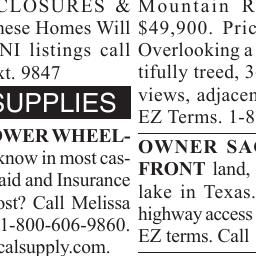 CLOSURES &
hese Homes Will
NI listings call
xt. 9847
SUPPLIES
OWER WHEEL-
know in most cas-
aid and Insurance
ost? Call Melissa
1-800-606-9860.
calsupply.com.
Mountain R
$49,900. Pric
Overlooking a
tifully treed, 3
views, adjacen
EZ Terms. 1-8
OWNER SAC
FRONT land,
lake in Texas.
highway access
EZ terms. Call